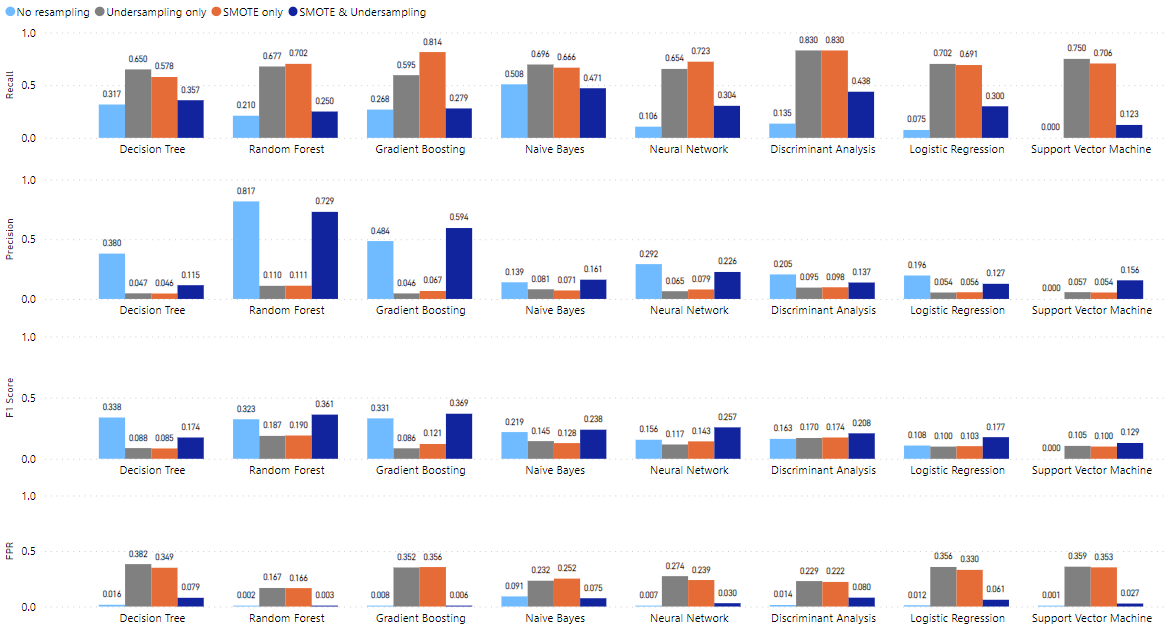 No resampling Undersampling only SMOTE only SMOTE & Undersampling
Recall
1.0
0.5
0.0
0.317 0.650 0.578 0.357
0.210 0.677 0.702 0.250
0.268 0.595 0.814 0.279
0.508 0.696 0.666 0.471
0.106 0.654 0.723 0.304
0.135 0.830 0.830 0.438
0.075 0.702 0.691 0.300
0.000 0.750 0.706 0.123
Decision Tree Random Forest Gradient Boosting Naive Bayes Neural Network Discriminant Analysis Logistic Regression Support Vector Machine
Precision
1.0
0.5
0.0
0.380 0.047 0.046 0.115
0.817 0.110 0.111 0.729
0.484 0.046 0.067 0.594
0.139 0.081 0.071 0.161
0.292 0.065 0.079 0.226
0.205 0.095 0.098 0.137
0.196 0.054 0.056 0.127
0.000 0.057 0.054 0.156
Decision Tree Random Forest Gradient Boosting Naive Bayes Neural Network Discriminant Analysis Logistic Regression Support Vector Machine
F1 Score
1.0
0.5
0.0
0.338 0.088 0.085 0.174
0.323 0.187 0.190 0.361
0.331 0.086 0.121 0.369
0.219 0.145 0.128 0.238
0.156 0.117 0.143 0.257
0.163 0.170 0.174 0.208
0.108 0.100 0.103 0.177
0.000 0.105 0.100 0.129
Decision Tree Random Forest Gradient Boosting Naive Bayes Neural Network Discriminant Analysis Logistic Regression Support Vector Machine
FPR
1.0
0.5
0.0
0.016 0.382 0.349 0.079
0.002 0.167 0.166 0.003
0.008 0.352 0.356 0.006
0.091 0.232 0.252 0.075
0.007 0.274 0.239 0.030
0.014 0.229 0.222 0.080
0.012 0.356 0.330 0.061
0.001 0.359 0.353 0.027
Decision Tree Random Forest Gradient Boosting Naive Bayes Neural Network Discriminant Analysis Logistic Regression Support Vector Machine